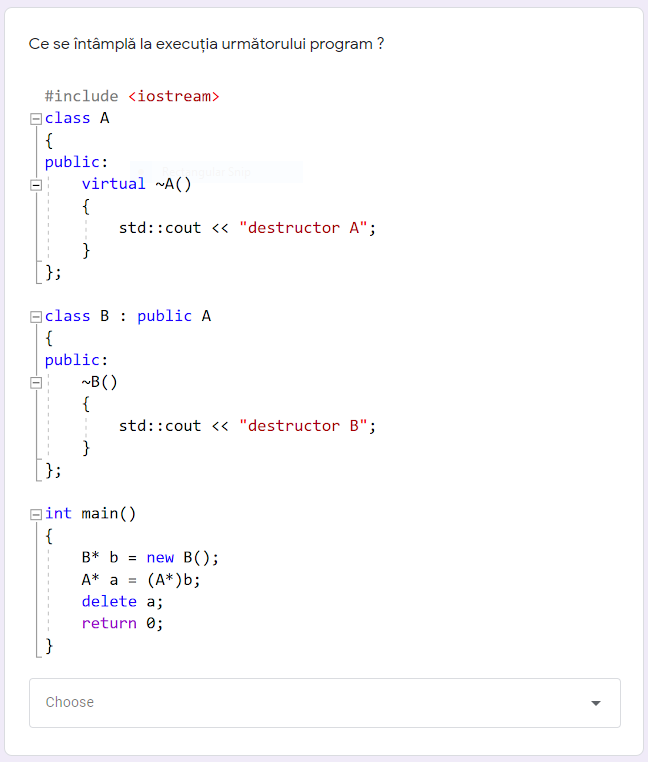 Ce se întâmplă la execuția următorului program ?
#include <iostream>
class A
{
public:
    virtual ~A()
    {
        std::cout << "destructor A";
    }
};
class B : public A
{
public:
    ~B()
    {
        std::cout << "destructor B";
    }
};
int main()
{
    B* b = new B();
    A* a = (A*)b;
    delete a;
    return 0;
}
Choose